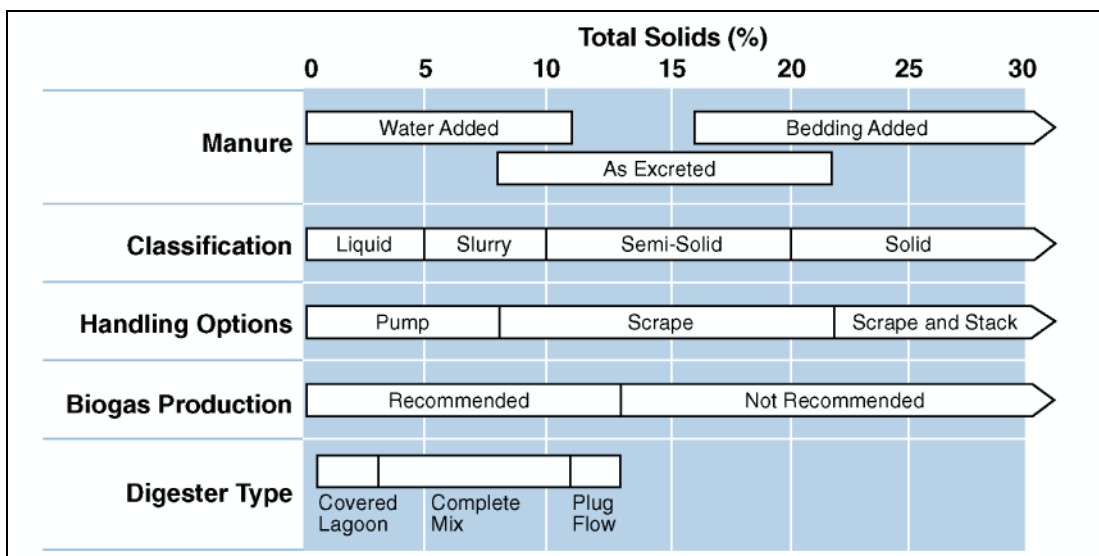 Total Solids (%)
0 5 10 15 20 25 30
Manure
Water Added
Bedding Added
As Excreted
Classification
Liquid
Slurry
Semi-Solid
Solid
Handling Options
Pump
Scrape
Scrape and Stack
Biogas Production
Recommended
Not Recommended
Digester Type
Covered
Lagoon
Complete
Mix
Plug
Flow